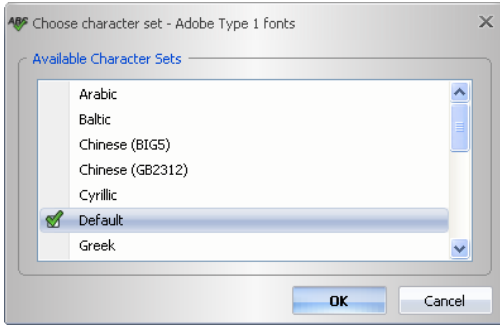 ABC Choose character set - Adobe Type 1 fonts
Available Character Sets
Arabic
Baltic
Chinese (BIG5)
Chinese (GB2312)
Cyrillic
Default
Greek
OK
Cancel